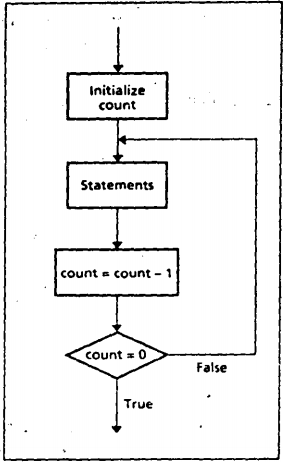 Initialize
count
Statements
count = count – 1
count = 0
False
True